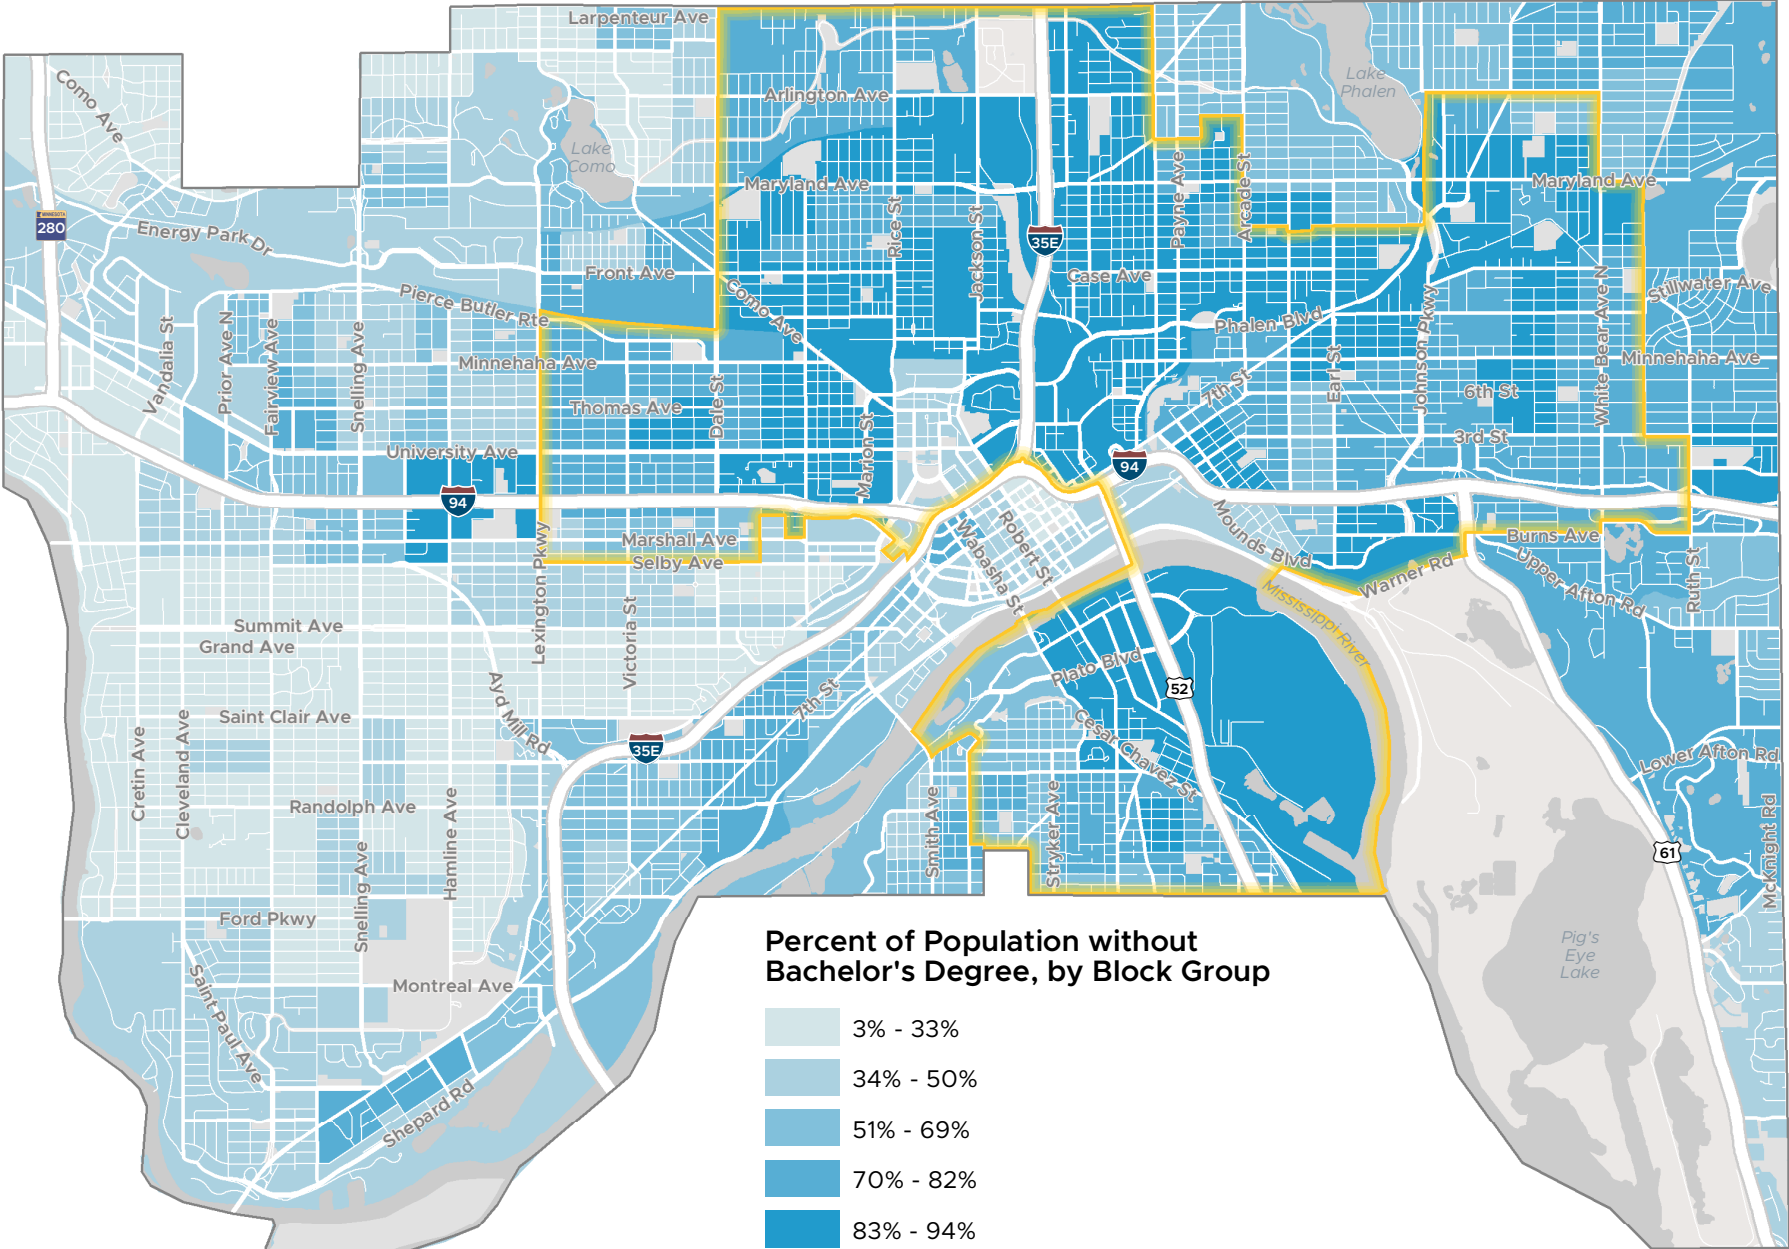 Larpenteur Ave
Como Ave
Arlington Ave
Lake
Phalen
Lake
Como
Maryland Ave
Maryland Ave
Payne Ave
Arcade St
Rice St
Jackson St
MINNESOTA
280
Energy Park Dr
35E
Front Ave
Case Ave
Como Ave
Stillwater Ave
Pierce Butler Rte
Phalen Blvd
Johnson Pkwy
White Bear Ave N
Vandalia St
Prior Ave N
Fairview Ave
Snelling Ave
Minnehaha Ave
Minnehaha Ave
Earl St
7th St
6th St
Thomas Ave
Dale St
Marion St
3rd St
University Ave
94
94
Marshall Ave
Selby Ave
Lexington Pkwy
Wabasha St
Robert St
Mounds Blvd
Burns Ave
Warner Rd
Upper Afton Rd
Ruth St
Mississippi River
Summit Ave
Grand Ave
Victoria St
Plato Blvd
52
Ayd Mill Rd
Saint Clair Ave
7th St
Cesar Chavez St
35E
Cretin Ave
Cleveland Ave
Lower Afton Rd
Randolph Ave
Hamline Ave
Smith Ave
Stryker Ave
McKnight Rd
61
Snelling Ave
Ford Pkwy
Pig's
Eye
Lake
Saint Paul Ave
Montreal Ave
Shepard Rd
Percent of Population without
Bachelor's Degree, by Block Group
3% - 33%
34% - 50%
51% - 69%
70% - 82%
83% - 94%